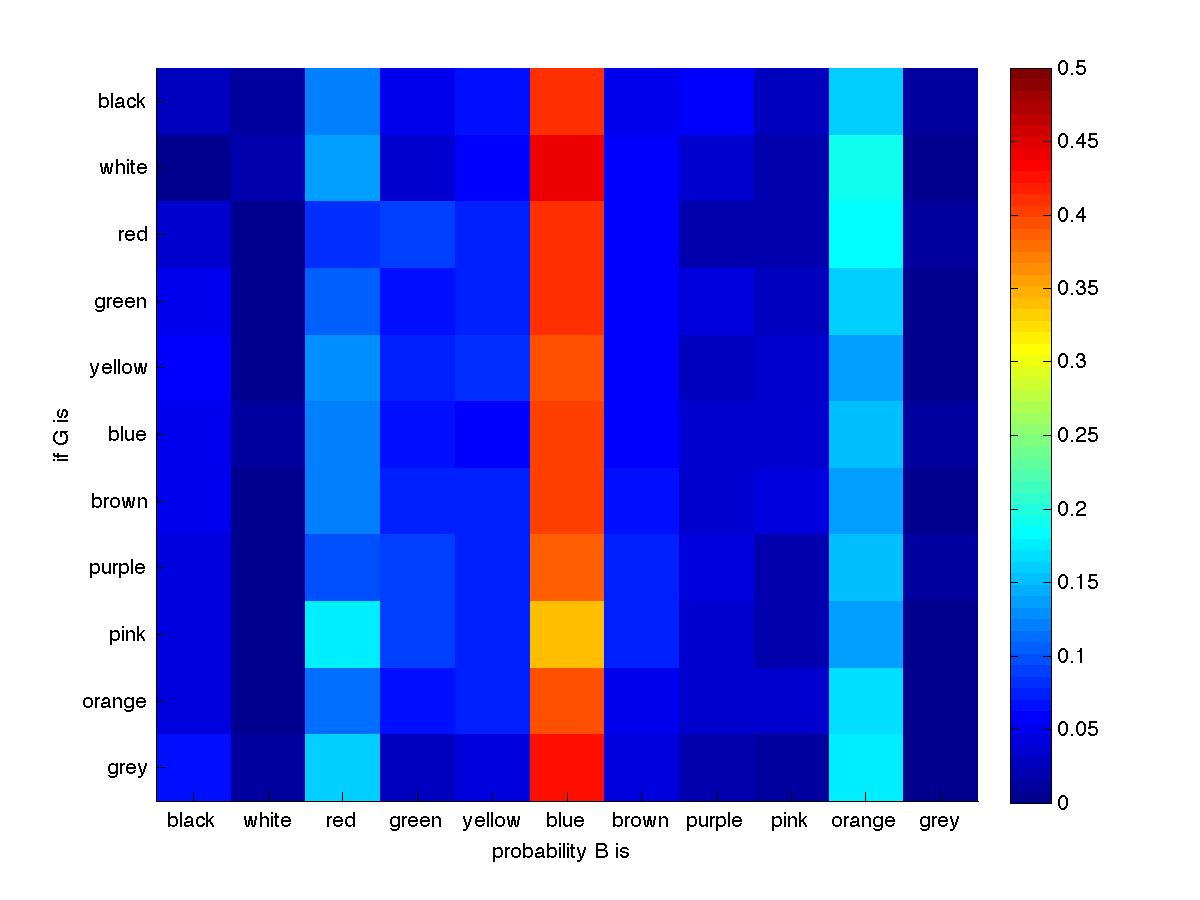 black
white
red
green
yellow
blue
brown
purple
pink
orange
grey
if G is
black white red green yellow blue brown purple pink orange grey
probability B is
0.5
0.45
0.4
0.35
0.3
0.25
0.2
0.15
0.1
0.05
0